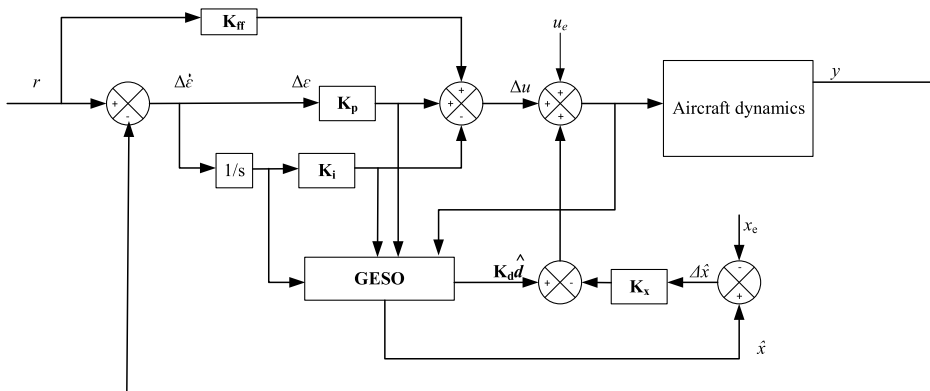 K_ff
u_e
r
Δε̇
Δε
K_p
Δu
y
Aircraft dynamics
1/s
K_i
x_e
GESO
K_d d̂
K_x
Δx̂
x̂
+
-
+
+
-
+
+
+
+
-
-
+